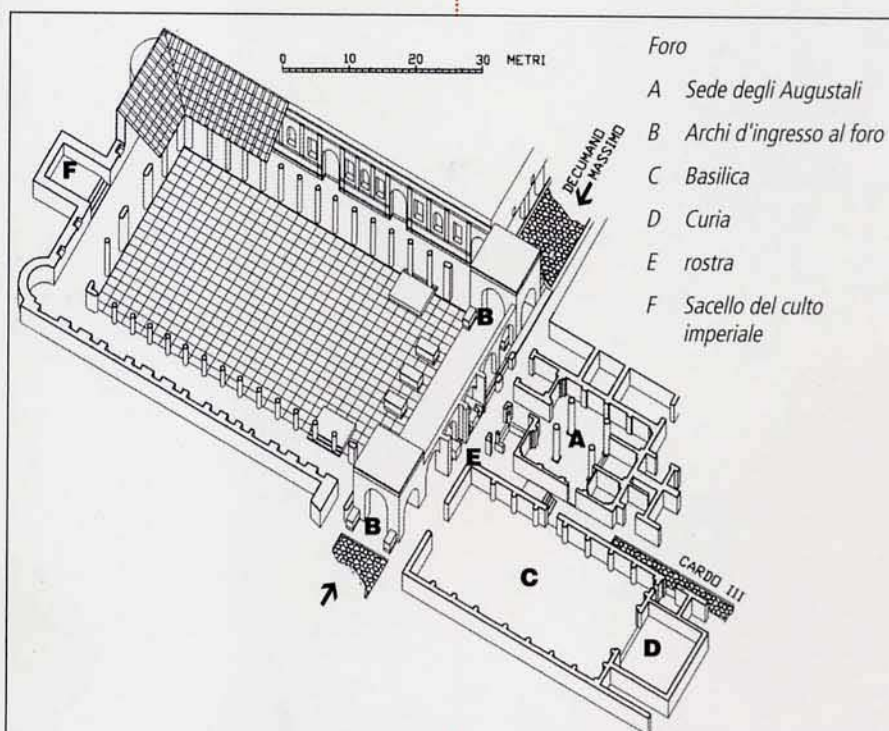 0 10 20 30 METRI
Foro
A Sede degli Augustali
B Archi d'ingresso al foro
C Basilica
D Curia
E rostra
F Sacello del culto
imperiale
DECUMANO
MASSIMO
F
B
A
E
B
C
CARDO III
D